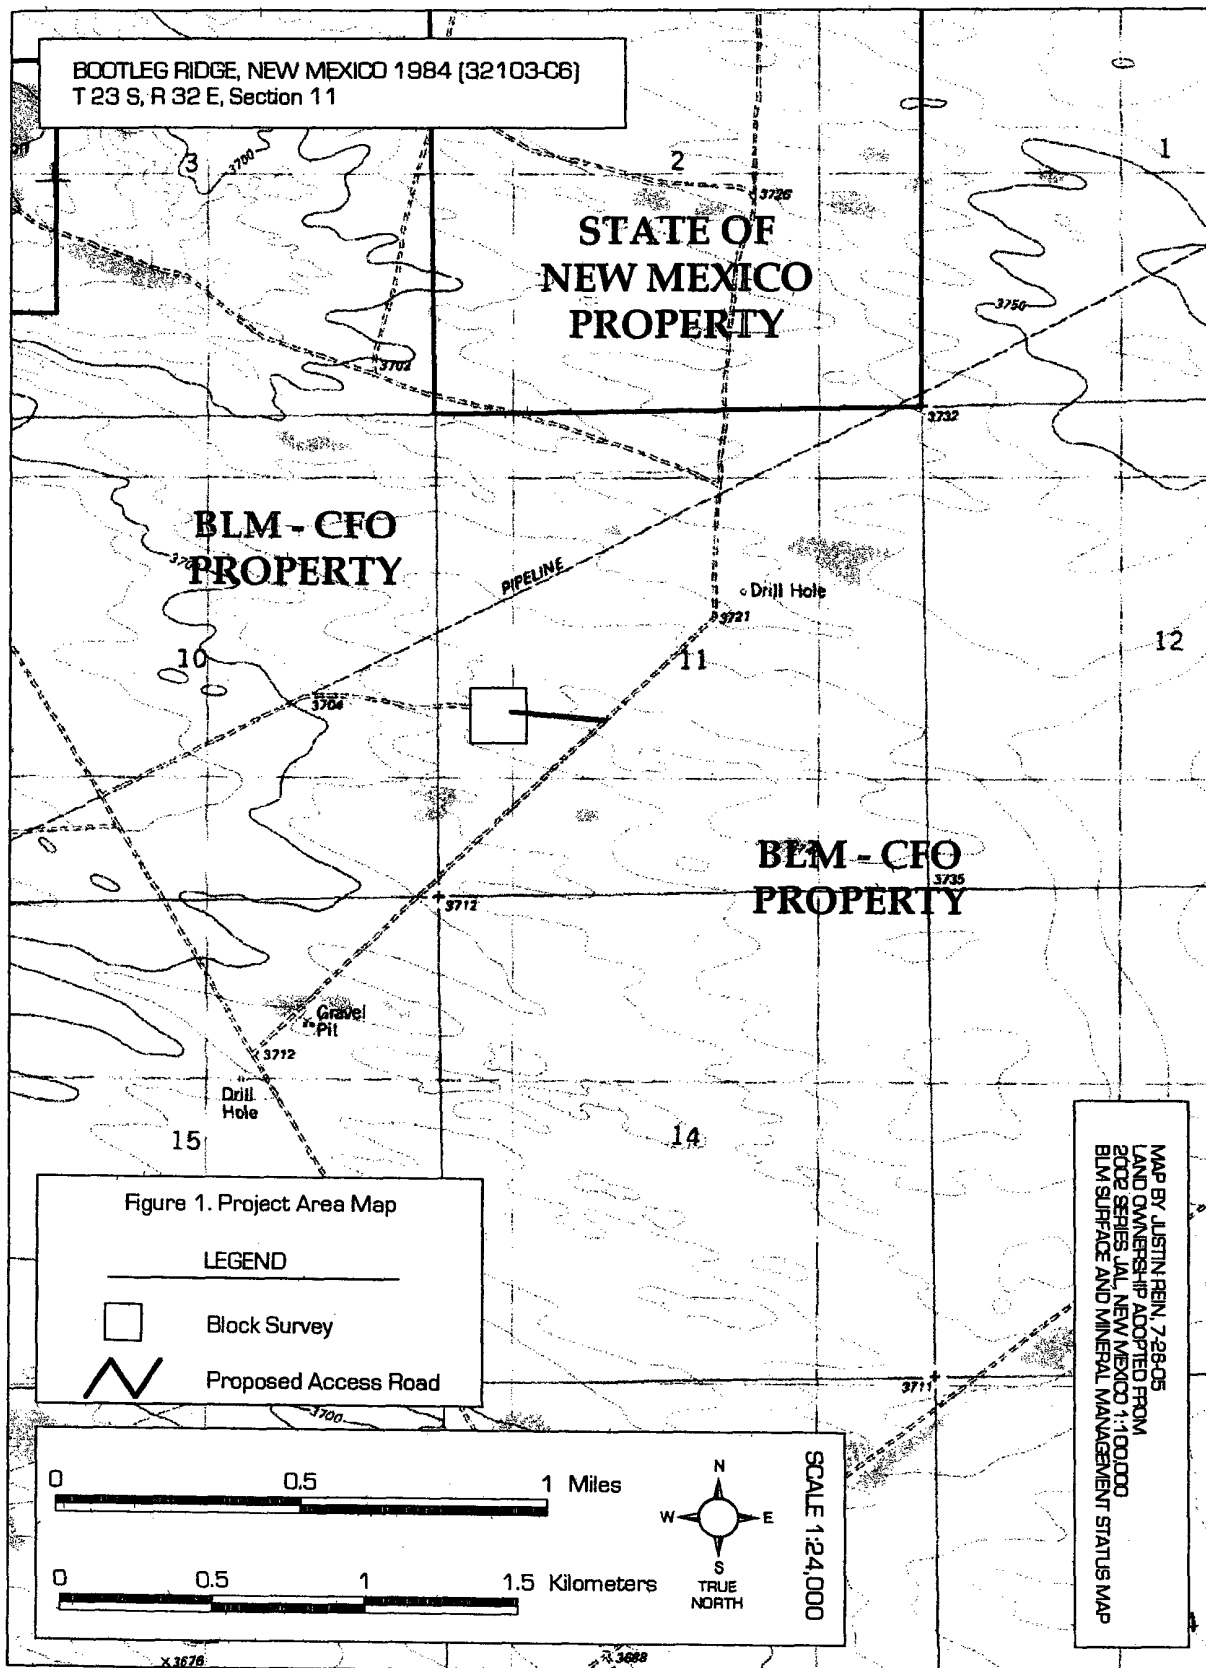 BOOTLEG RIDGE, NEW MEXICO 1984 (32103-C6)
T 23 S, R 32 E, Section 11
3
3700
2
1
3726
STATE OF
NEW MEXICO
PROPERTY
3750
3702
3732
BLM - CFO
PROPERTY
PIPELINE
Drill Hole
3721
10
11
12
3704
BLM - CFO
PROPERTY
3735
3712
Gravel
Pit
3712
Drill
Hole
15
14
Figure 1. Project Area Map
LEGEND
Block Survey
Proposed Access Road
3700
3711
MAP BY JUSTIN REIN, 7-28-05
LAND OWNERSHIP ADOPTED FROM
2002 SERIES JAL, NEW MEXICO 1:100,000
BLM SURFACE AND MINERAL MANAGEMENT STATUS MAP
0 0.5 1 Miles
0 0.5 1 1.5 Kilometers
N
W E
S
TRUE
NORTH
SCALE 1:24,000
3676
3688